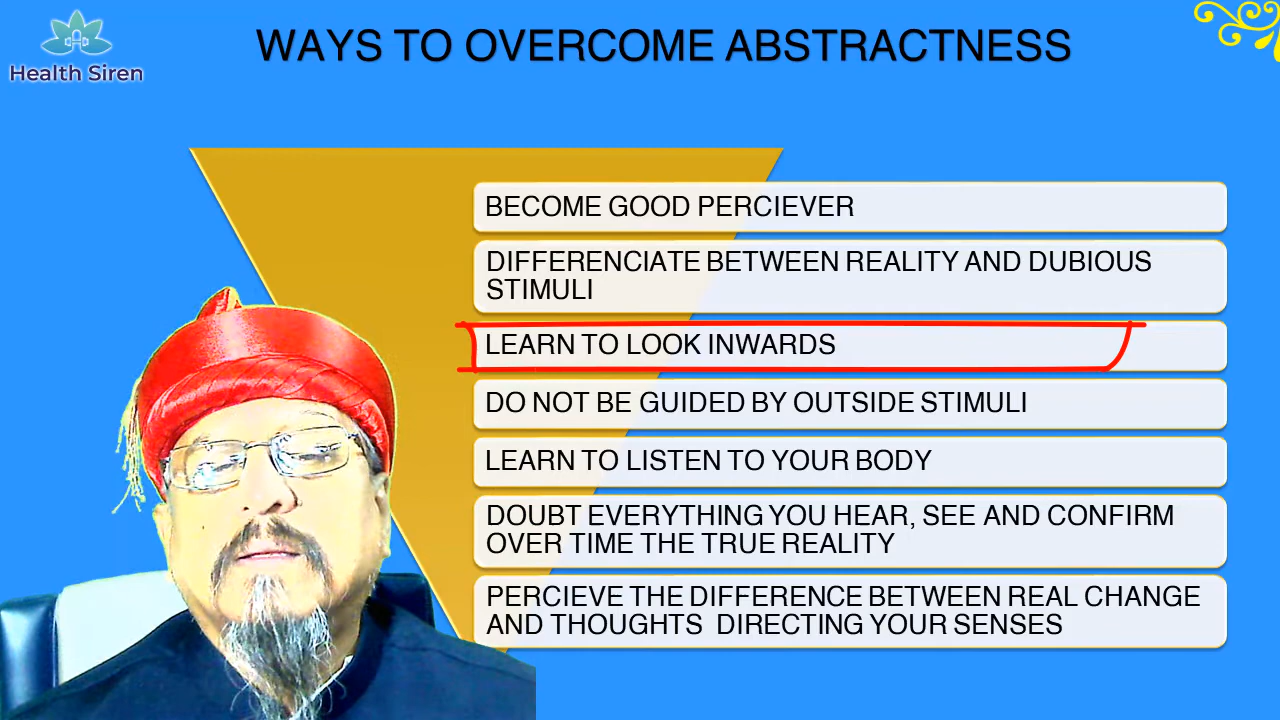 Health Siren
WAYS TO OVERCOME ABSTRACTNESS
BECOME GOOD PERCIEVER
DIFFERENCIATE BETWEEN REALITY AND DUBIOUS
STIMULI
LEARN TO LOOK INWARDS
DO NOT BE GUIDED BY OUTSIDE STIMULI
LEARN TO LISTEN TO YOUR BODY
DOUBT EVERYTHING YOU HEAR, SEE AND CONFIRM
OVER TIME THE TRUE REALITY
PERCIEVE THE DIFFERENCE BETWEEN REAL CHANGE
AND THOUGHTS  DIRECTING YOUR SENSES